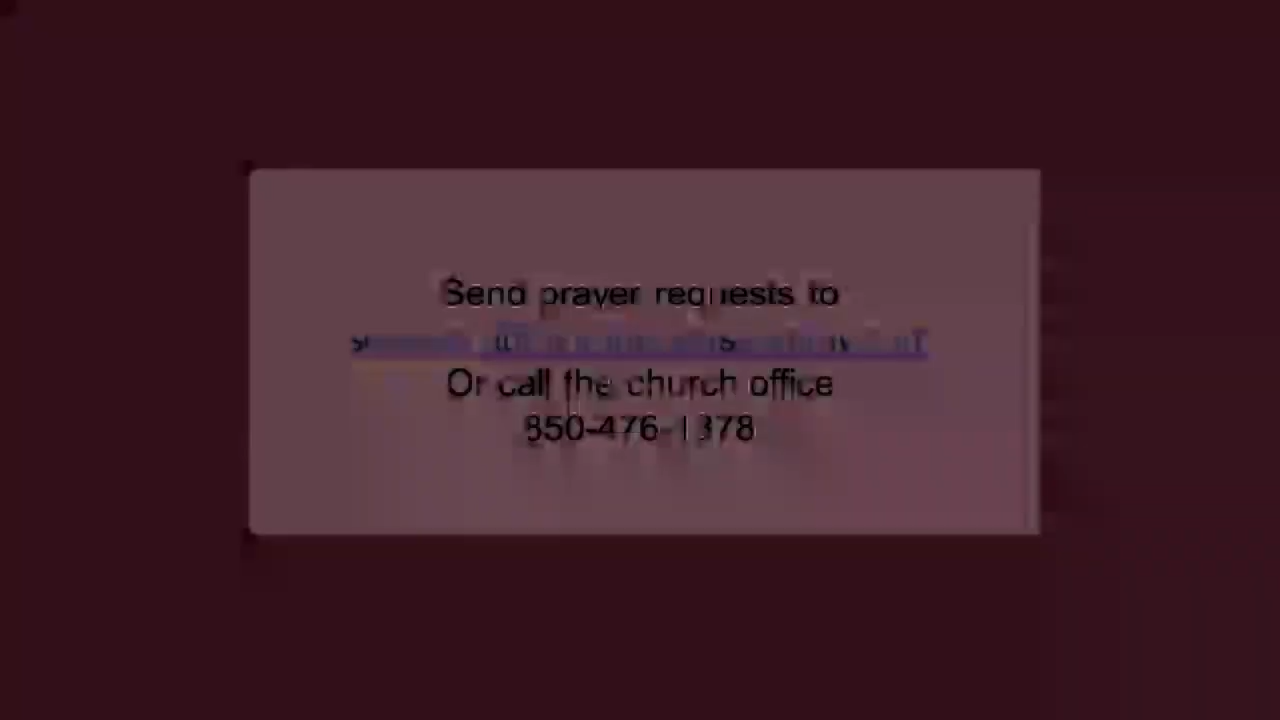 Send prayer requests to
Or call the church office
850-476-1378